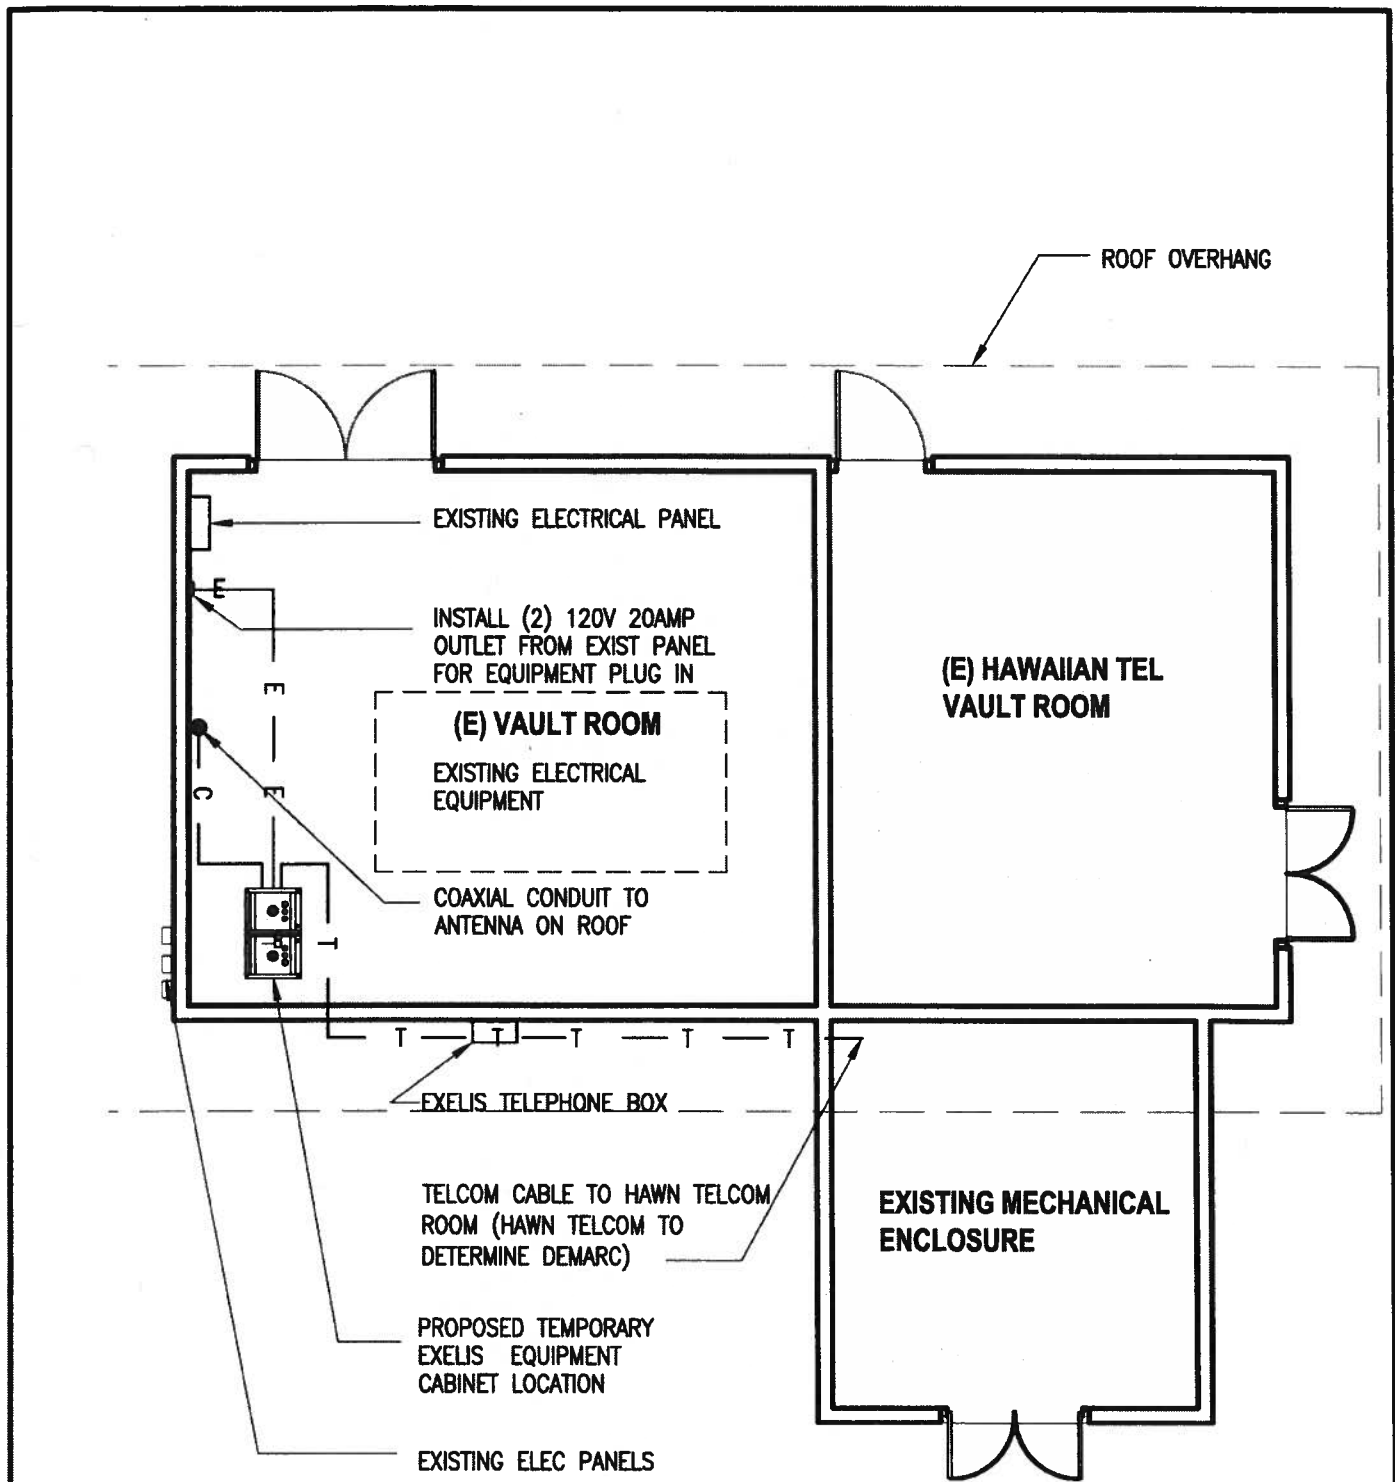 ROOF OVERHANG
EXISTING ELECTRICAL PANEL
E
INSTALL (2) 120V 20AMP
OUTLET FROM EXIST PANEL
FOR EQUIPMENT PLUG IN
E
(E) VAULT ROOM
EXISTING ELECTRICAL
EQUIPMENT
(E) HAWAIIAN TEL
VAULT ROOM
C
E
COAXIAL CONDUIT TO
ANTENNA ON ROOF
T
T T T T T
EXELIS TELEPHONE BOX
TELCOM CABLE TO HAWN TELCOM
ROOM (HAWN TELCOM TO
DETERMINE DEMARC)
EXISTING MECHANICAL
ENCLOSURE
PROPOSED TEMPORARY
EXELIS EQUIPMENT
CABINET LOCATION
EXISTING ELEC PANELS